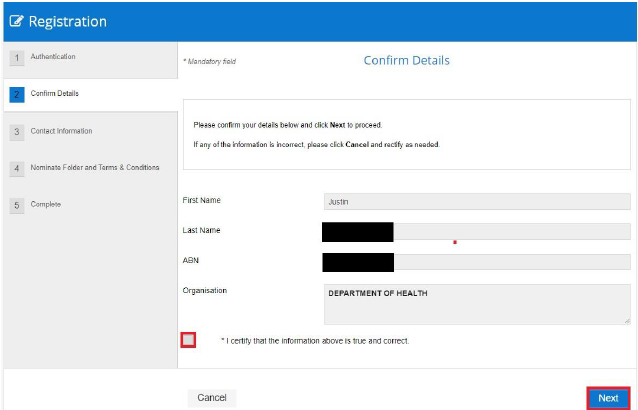 Registration
1 Authentication
2 Confirm Details
3 Contact Information
4 Nominate Folder and Terms & Conditions
5 Complete
* Mandatory field
Confirm Details
Please confirm your details below and click Next to proceed.
If any of the information is incorrect, please click Cancel and rectify as needed.
First Name Justin
Last Name
ABN
Organisation DEPARTMENT OF HEALTH
* I certify that the information above is true and correct.
Cancel Next